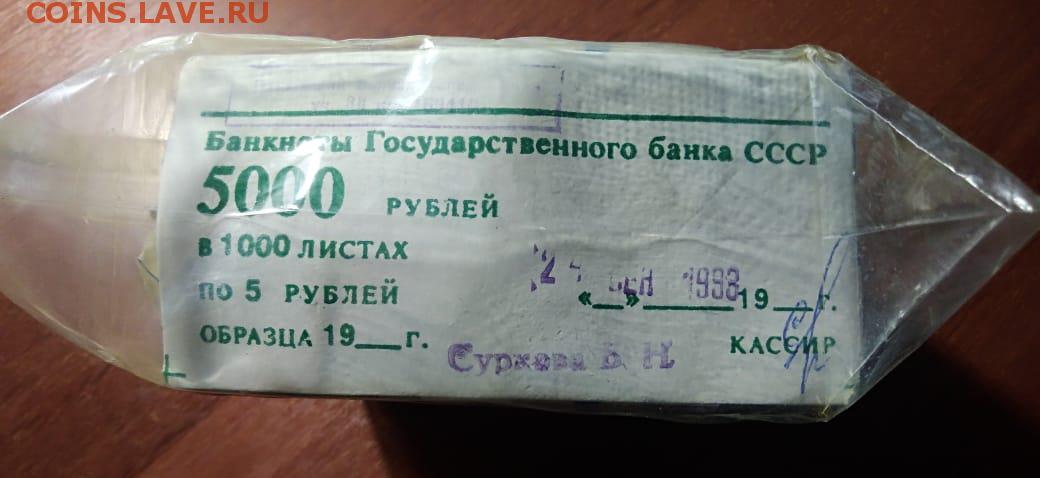 COINS.LAVE.RU
Банкноты Государственного банка СССР
5000 РУБЛЕЙ
в 1000 ЛИСТАХ
по 5 РУБЛЕЙ
«__»______19__г.
ОБРАЗЦА 19__г.
КАССИР
Суркова В. Н.